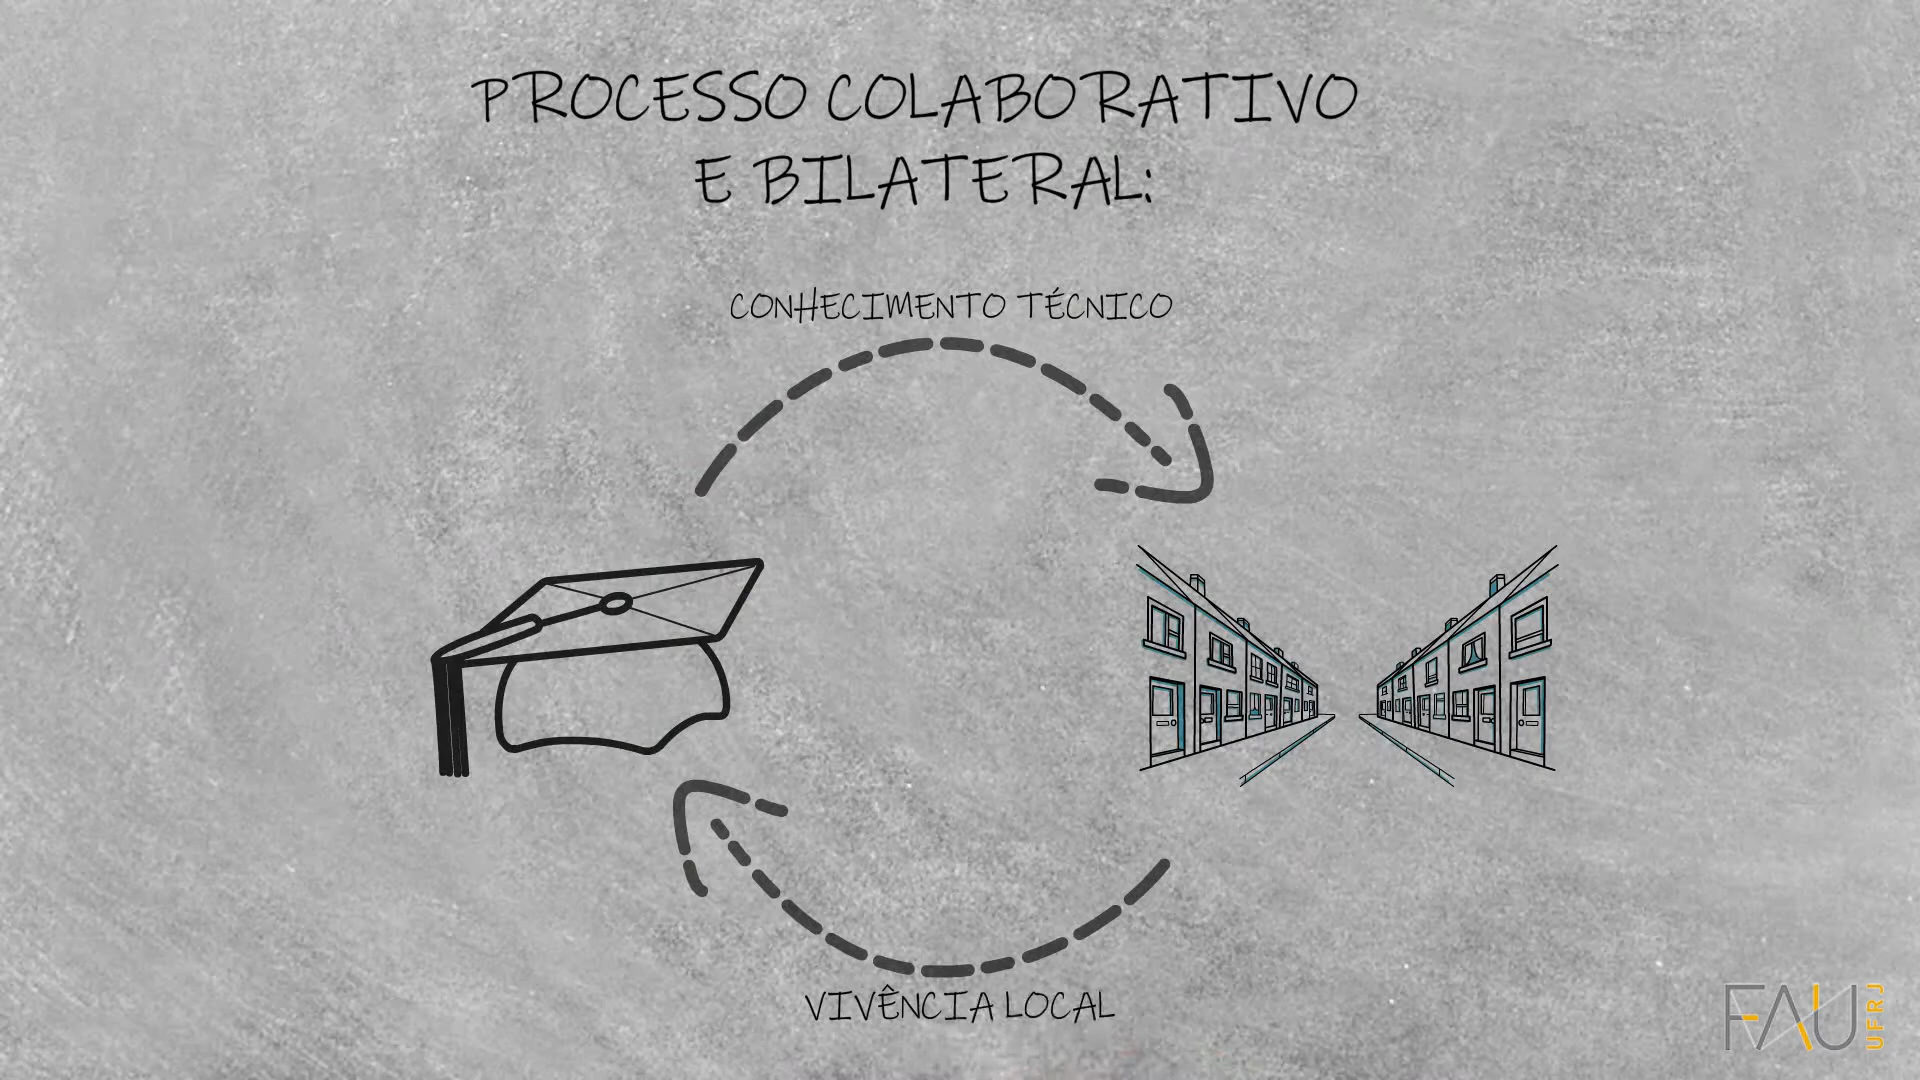 PROCESSO COLABORATIVO
E BILATERAL:
CONHECIMENTO TÉCNICO
VIVÊNCIA LOCAL
FAU UFRJ